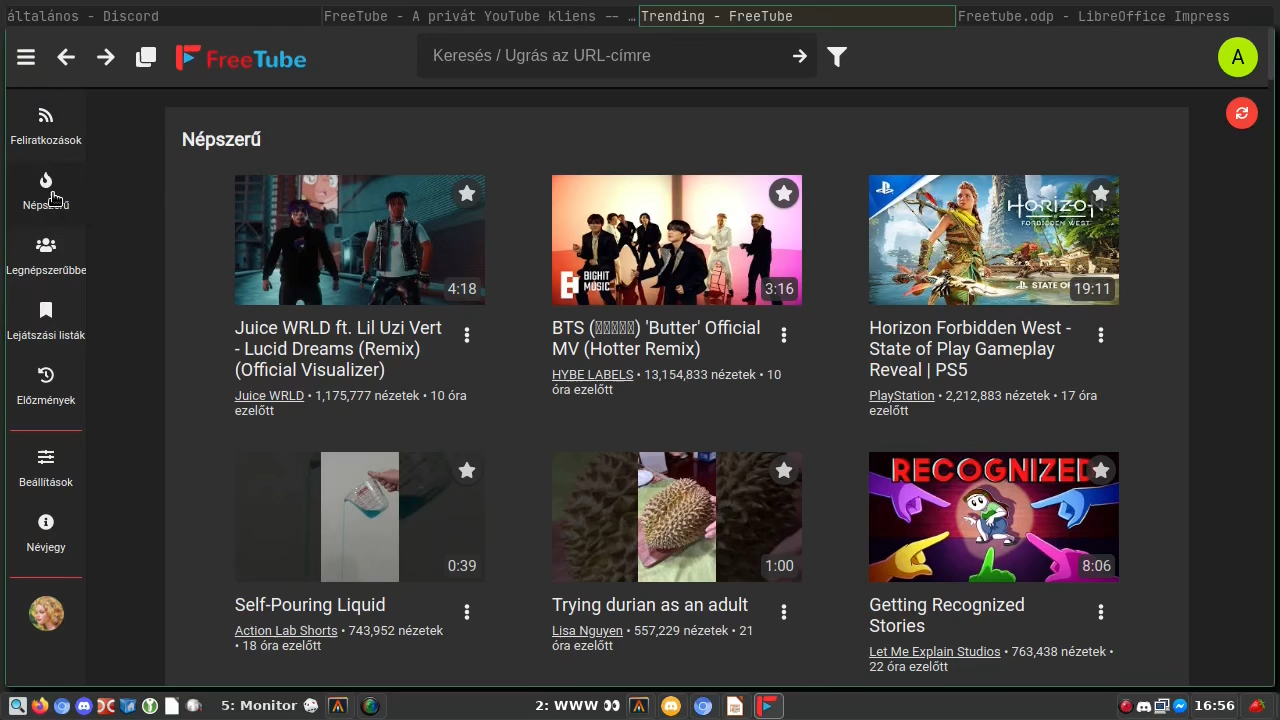 általános - Discord
FreeTube - A privát YouTube kliens -- …
Trending - FreeTube
Freetube.odp - LibreOffice Impress
FreeTube
Keresés / Ugrás az URL-címre
A
Feliratkozások
Legnépszerűbbe
Lejátszási listák
Előzmények
Beállítások
Névjegy
Népszerű
4:18
Juice WRLD ft. Lil Uzi Vert
- Lucid Dreams (Remix)
(Official Visualizer)
Juice WRLD • 1,175,777 nézetek • 10 óra
ezelőtt
BIGHIT
MUSIC
3:16
BTS () 'Butter' Official
MV (Hotter Remix)
HYBE LABELS • 13,154,833 nézetek • 10
óra ezelőtt
HORIZON
FORBIDDEN WEST
STATE OF
19:11
Horizon Forbidden West -
State of Play Gameplay
Reveal | PS5
PlayStation • 2,212,883 nézetek • 17 óra
ezelőtt
0:39
Self-Pouring Liquid
Action Lab Shorts • 743,952 nézetek
• 18 óra ezelőtt
1:00
Trying durian as an adult
Lisa Nguyen • 557,229 nézetek • 21
óra ezelőtt
RECOGNIZED
8:06
Getting Recognized
Stories
Let Me Explain Studios • 763,438 nézetek •
22 óra ezelőtt
5: Monitor
2: WWW
16:56